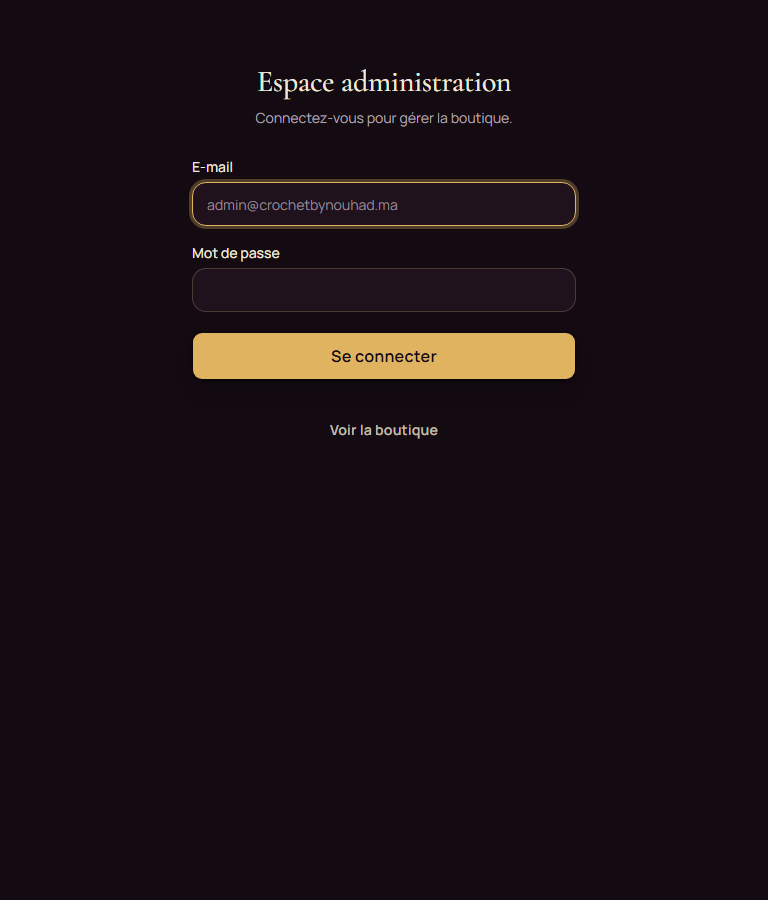 Espace administration
Connectez-vous pour gérer la boutique.
E-mail
admin@crochetbynouhad.ma
Mot de passe
Se connecter
Voir la boutique